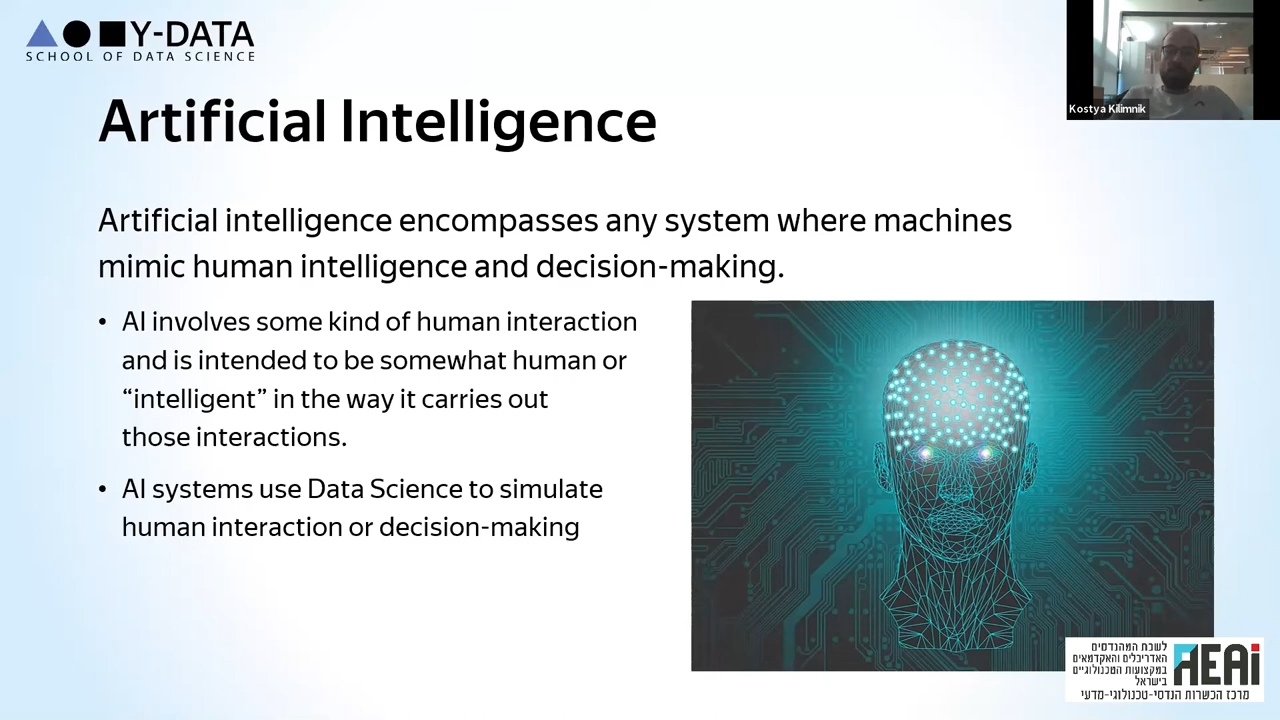 Y-DATA
SCHOOL OF DATA SCIENCE
Kostya Kilimnik
Artificial Intelligence
Artificial intelligence encompasses any system where machines
mimic human intelligence and decision-making.
• AI involves some kind of human interaction
and is intended to be somewhat human or
“intelligent” in the way it carries out
those interactions.
• AI systems use Data Science to simulate
human interaction or decision-making
לשכת המהנדסים
האדריכלים והאקדמאים
במקצועות הטכנולוגיים
בישראל
AEAi
מרכז הכשרות הנדסי-טכנולוגי-מדעי